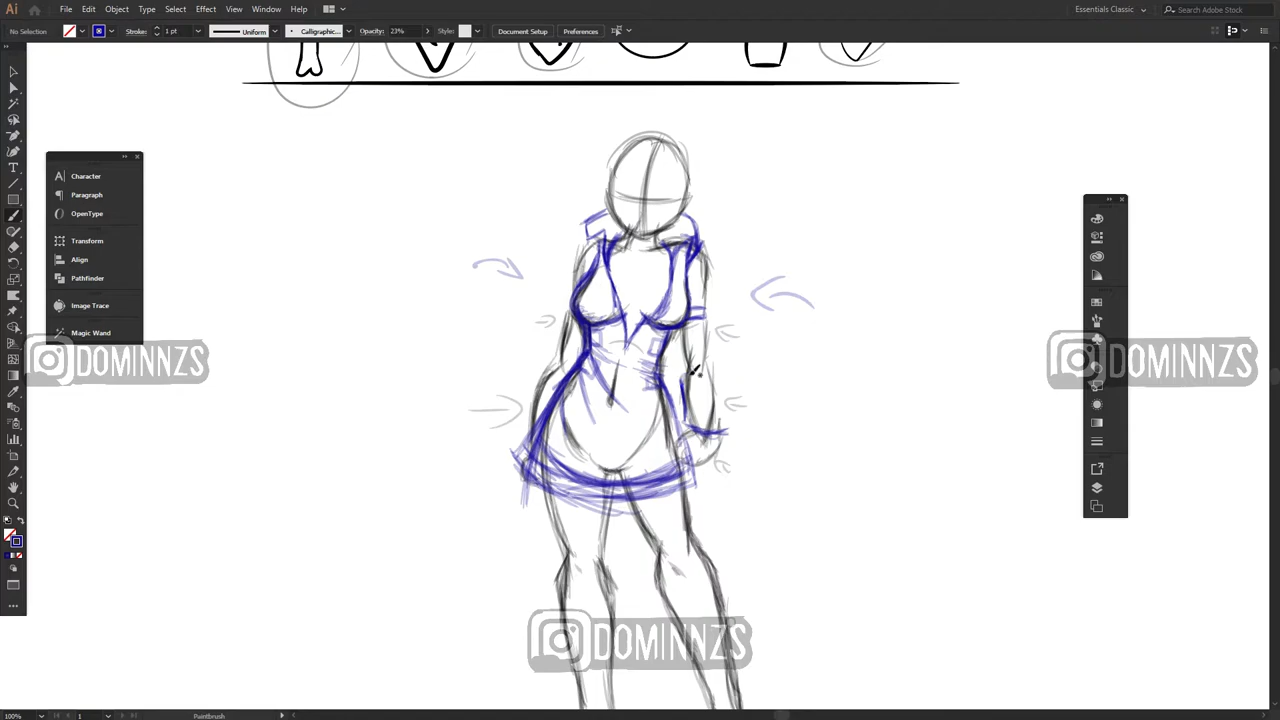 Ai File Edit Object Type Select Effect View Window Help Essentials Classic Search Adobe Stock
No Selection Stroke: 1 pt Uniform Calligraphic... Opacity: 23% Style: Document Setup Preferences
Character
Paragraph
OpenType
Transform
Align
Pathfinder
Image Trace
Magic Wand
DOMINNZS
DOMINNZS
DOMINNZS
100% 1 Paintbrush